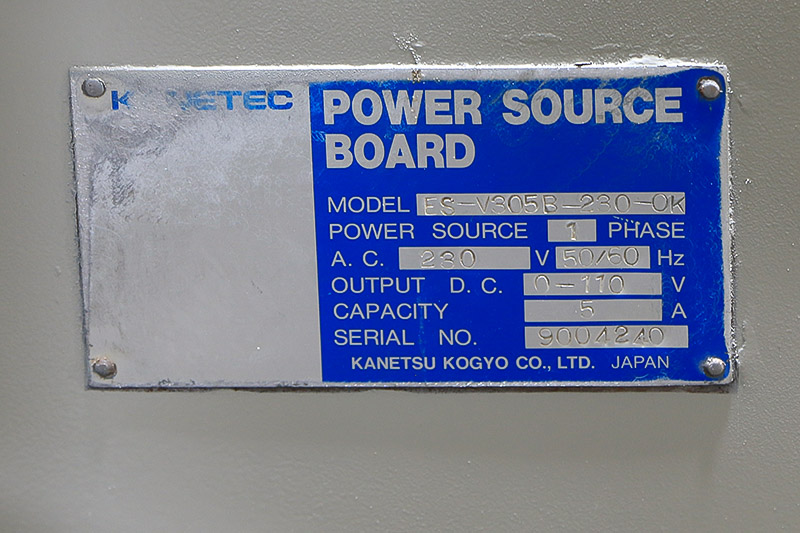 KANETEC
POWER SOURCE
BOARD
MODEL ES-V305B-230-OK
POWER SOURCE 1 PHASE
A. C. 230 V 50/60 Hz
OUTPUT D. C. 0-110 V
CAPACITY 5 A
SERIAL NO. 9004240
KANETSU KOGYO CO., LTD. JAPAN